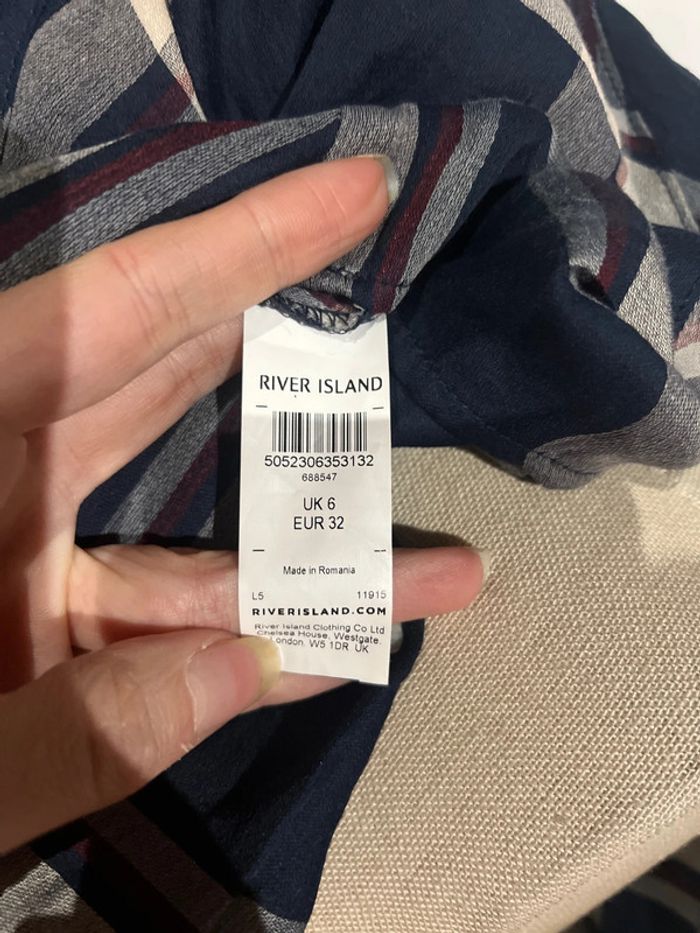 RIVER ISLAND
5052306353132
688547
UK 6
EUR 32
Made in Romania
L5 11915
RIVERISLAND.COM
River Island Clothing Co Ltd
Chelsea House, Westgate,
London, W5 1DR UK